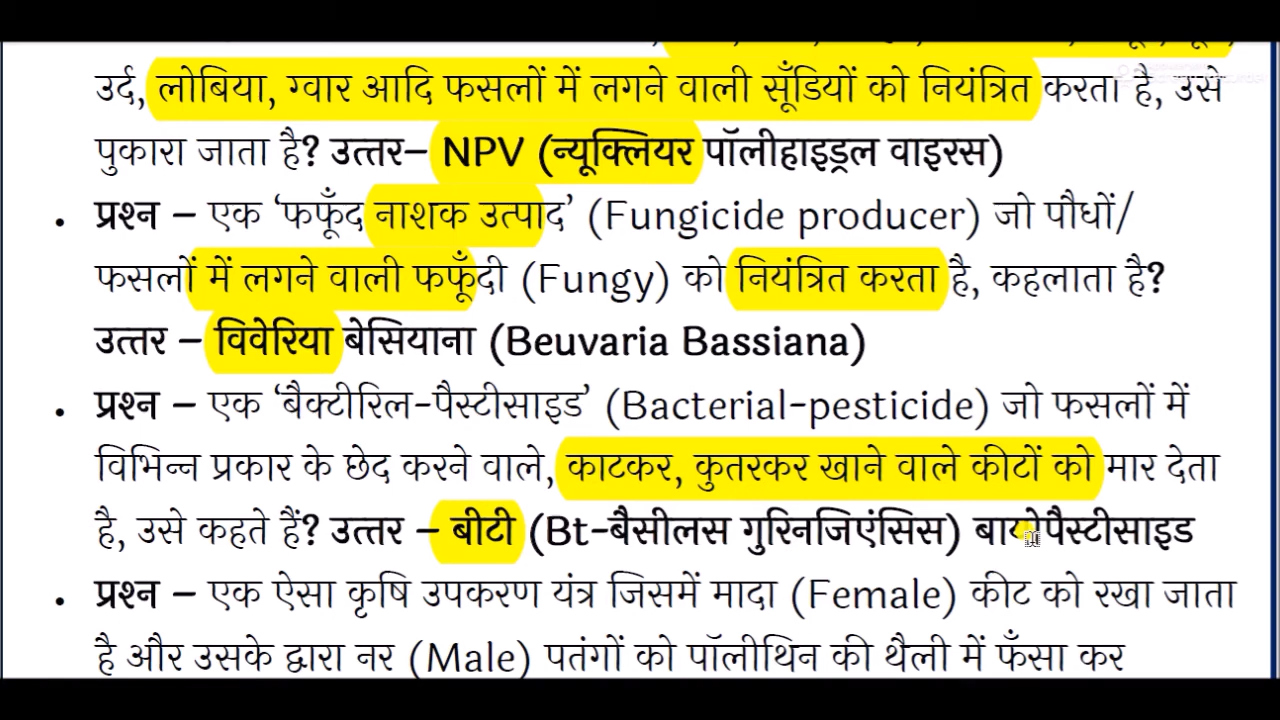 उर्द, लोबिया, ग्वार आदि फसलों में लगने वाली सूँडियों को नियंत्रित करता है, उसे
पुकारा जाता है? उत्तर– NPV (न्यूक्लियर पॉलीहाइड्रल वाइरस)
• प्रश्न – एक ‘फफूँद नाशक उत्पाद’ (Fungicide producer) जो पौधों/
फसलों में लगने वाली फफूँदी (Fungy) को नियंत्रित करता है, कहलाता है?
उत्तर – विवेरिया बेसियाना (Beuvaria Bassiana)
• प्रश्न – एक ‘बैक्टीरिल-पैस्टीसाइड’ (Bacterial-pesticide) जो फसलों में
विभिन्न प्रकार के छेद करने वाले, काटकर, कुतरकर खाने वाले कीटों को मार देता
है, उसे कहते हैं? उत्तर – बीटी (Bt-बैसीलस गुरिनजिएंसिस) बायोपैस्टीसाइड
• प्रश्न – एक ऐसा कृषि उपकरण यंत्र जिसमें मादा (Female) कीट को रखा जाता
है और उसके द्वारा नर (Male) पतंगों को पॉलीथिन की थैली में फँसा कर